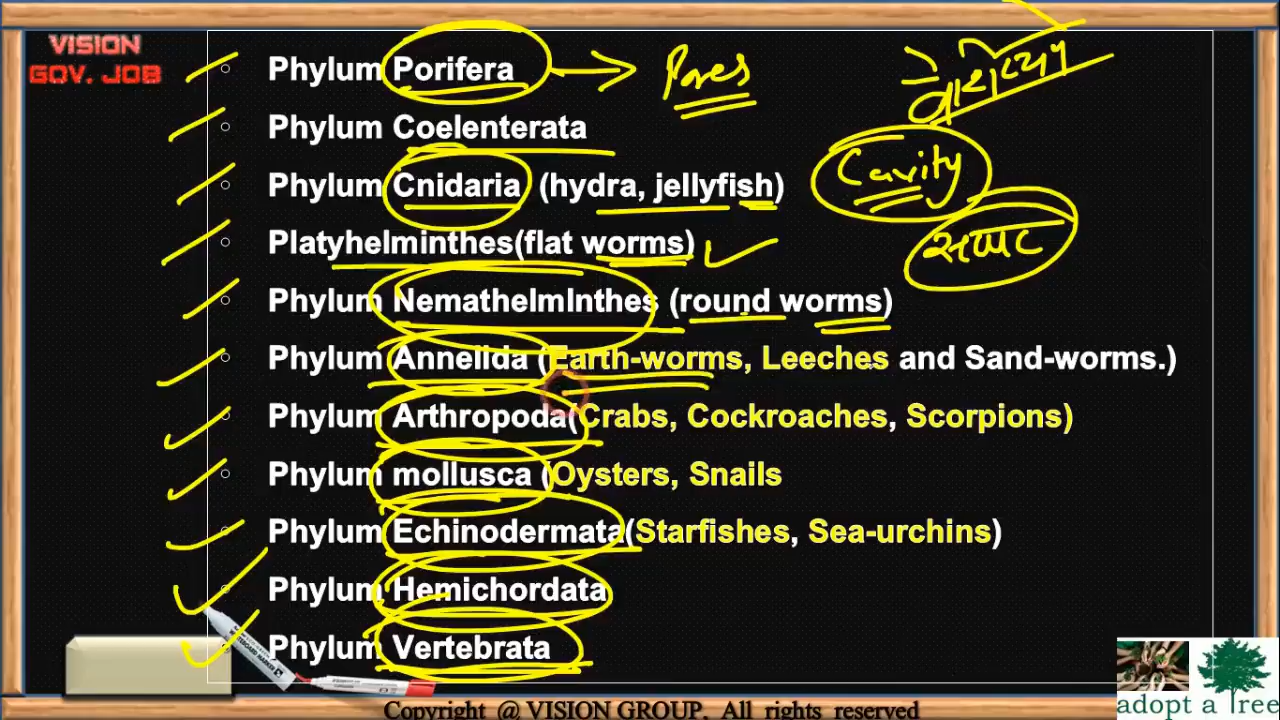 VISION
GOV. JOB
Phylum Porifera
Pores
Phylum Coelenterata
Phylum Cnidaria (hydra, jellyfish)
Cavity
Platyhelminthes(flat worms)
Phylum NemathelmInthes (round worms)
Phylum Annelida (Earth-worms, Leeches and Sand-worms.)
Phylum Arthropoda(Crabs, Cockroaches, Scorpions)
Phylum mollusca (Oysters, Snails
Phylum Echinodermata(Starfishes, Sea-urchins)
Phylum Hemichordata
Phylum Vertebrata
adopt a Tree
Copyright @ VISION GROUP, All rights reserved